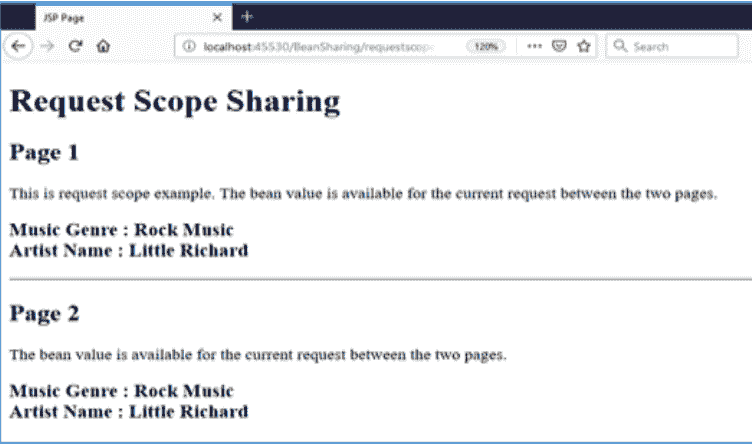 JSP Page
localhost:45530/BeanSharing/requestscope
120%
Search
Request Scope Sharing
Page 1
This is request scope example. The bean value is available for the current request between the two pages.
Music Genre : Rock Music
Artist Name : Little Richard
Page 2
The bean value is available for the current request between the two pages.
Music Genre : Rock Music
Artist Name : Little Richard